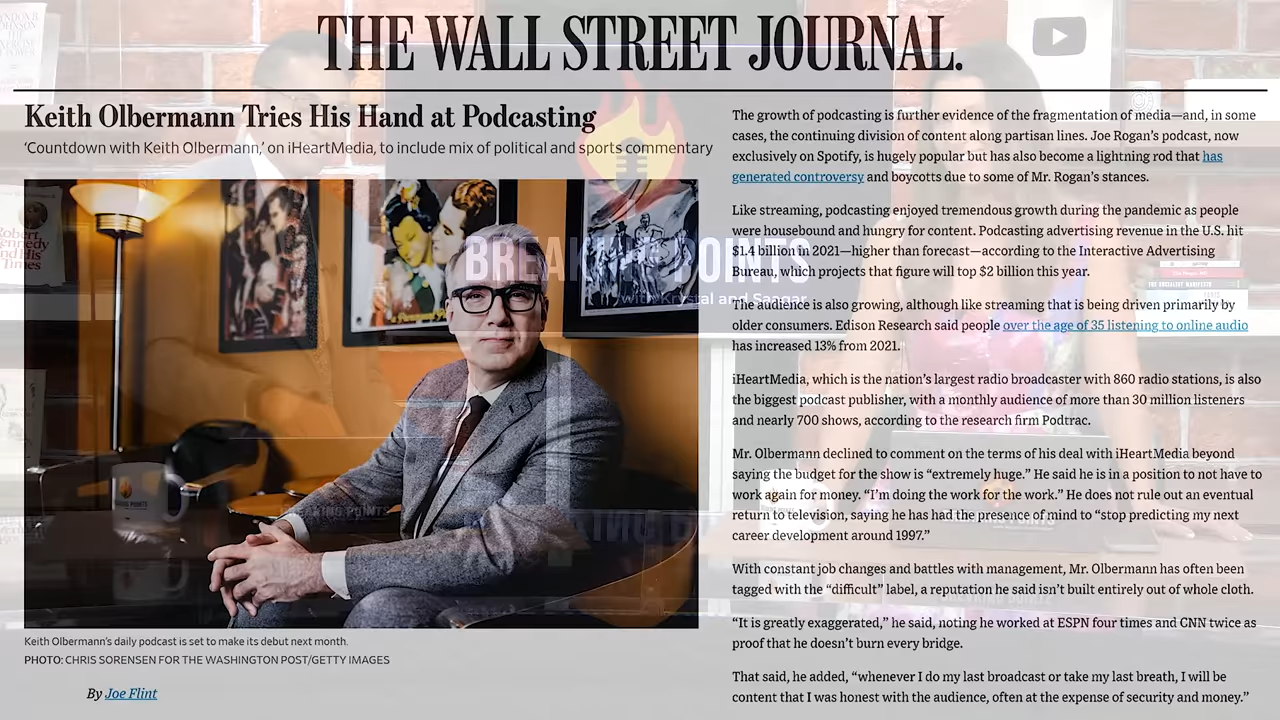 THE WALL STREET JOURNAL.
Keith Olbermann Tries His Hand at Podcasting
‘Countdown with Keith Olbermann,’ on iHeartMedia, to include mix of political and sports commentary
Keith Olbermann's daily podcast is set to make its debut next month.
PHOTO: CHRIS SORENSEN FOR THE WASHINGTON POST/GETTY IMAGES
By Joe Flint
The growth of podcasting is further evidence of the fragmentation of media—and, in some
cases, the continuing division of content along partisan lines. Joe Rogan’s podcast, now
exclusively on Spotify, is hugely popular but has also become a lightning rod that has
generated controversy and boycotts due to some of Mr. Rogan’s stances.
Like streaming, podcasting enjoyed tremendous growth during the pandemic as people
were housebound and hungry for content. Podcasting advertising revenue in the U.S. hit
$1.4 billion in 2021—higher than forecast—according to the Interactive Advertising
Bureau, which projects that figure will top $2 billion this year.
The audience is also growing, although like streaming that is being driven primarily by
older consumers. Edison Research said people over the age of 35 listening to online audio
has increased 13% from 2021.
iHeartMedia, which is the nation’s largest radio broadcaster with 860 radio stations, is also
the biggest podcast publisher, with a monthly audience of more than 30 million listeners
and nearly 700 shows, according to the research firm Podtrac.
Mr. Olbermann declined to comment on the terms of his deal with iHeartMedia beyond
saying the budget for the show is “extremely huge.” He said he is in a position to not have to
work again for money. “I’m doing the work for the work.” He does not rule out an eventual
return to television, saying he has had the presence of mind to “stop predicting my next
career development around 1997.”
With constant job changes and battles with management, Mr. Olbermann has often been
tagged with the “difficult” label, a reputation he said isn’t built entirely out of whole cloth.
“It is greatly exaggerated,” he said, noting he worked at ESPN four times and CNN twice as
proof that he doesn’t burn every bridge.
That said, he added, “whenever I do my last broadcast or take my last breath, I will be
content that I was honest with the audience, often at the expense of security and money.”
BREAKING POINTS
with Krystal and Saagar